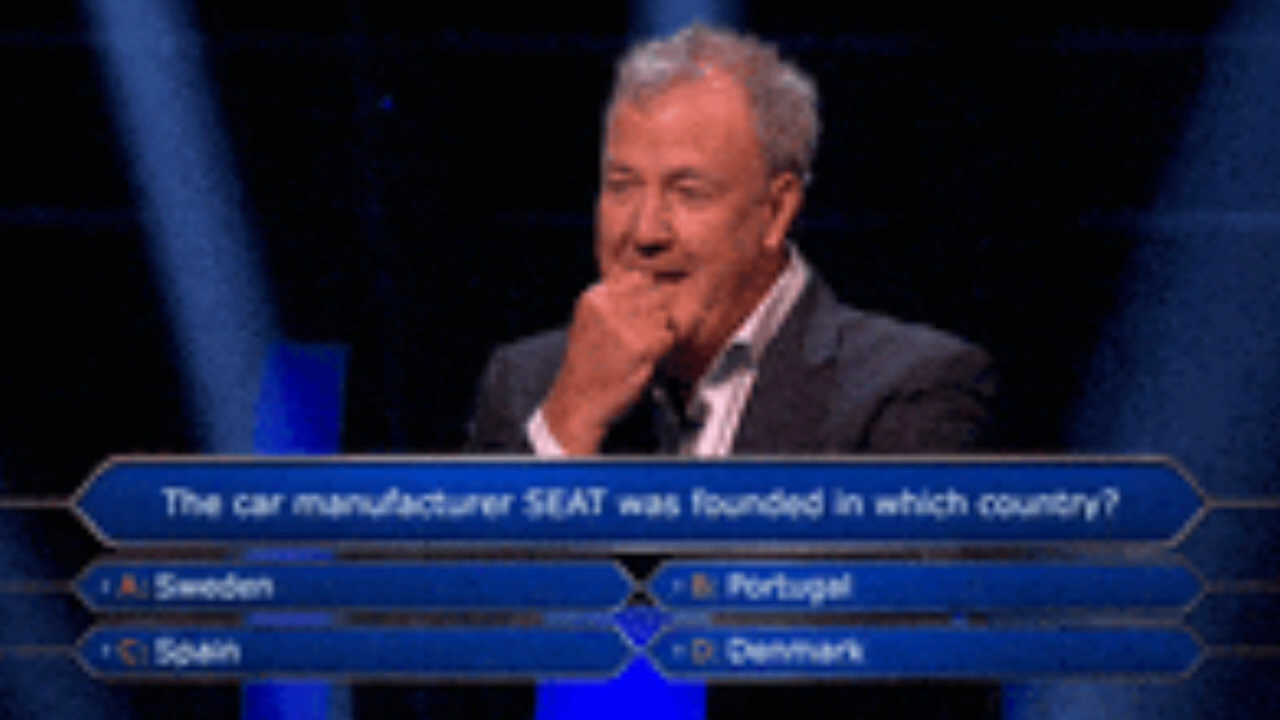 The car manufacturer SEAT was founded in which country?
A: Sweden
B: Portugal
C: Spain
D: Denmark